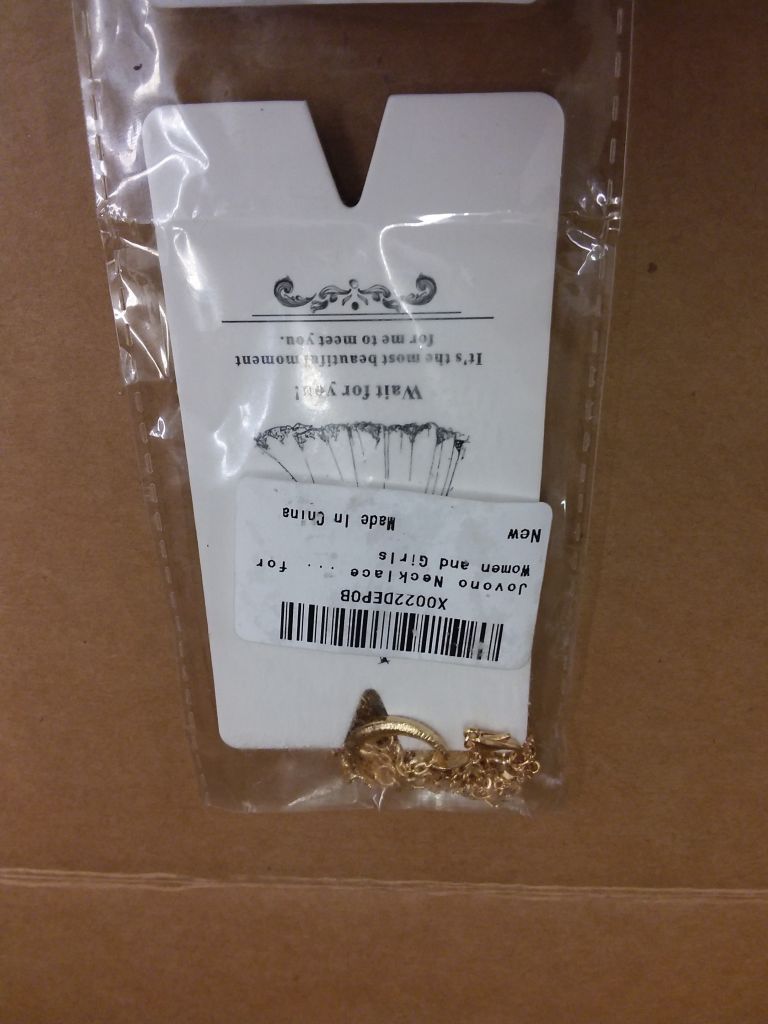 X0022DEP0B
Jovono Necklace ... for
Women and Girls
New
Made In China
Wait for you!
It's the most beautiful moment
for me to meet you.